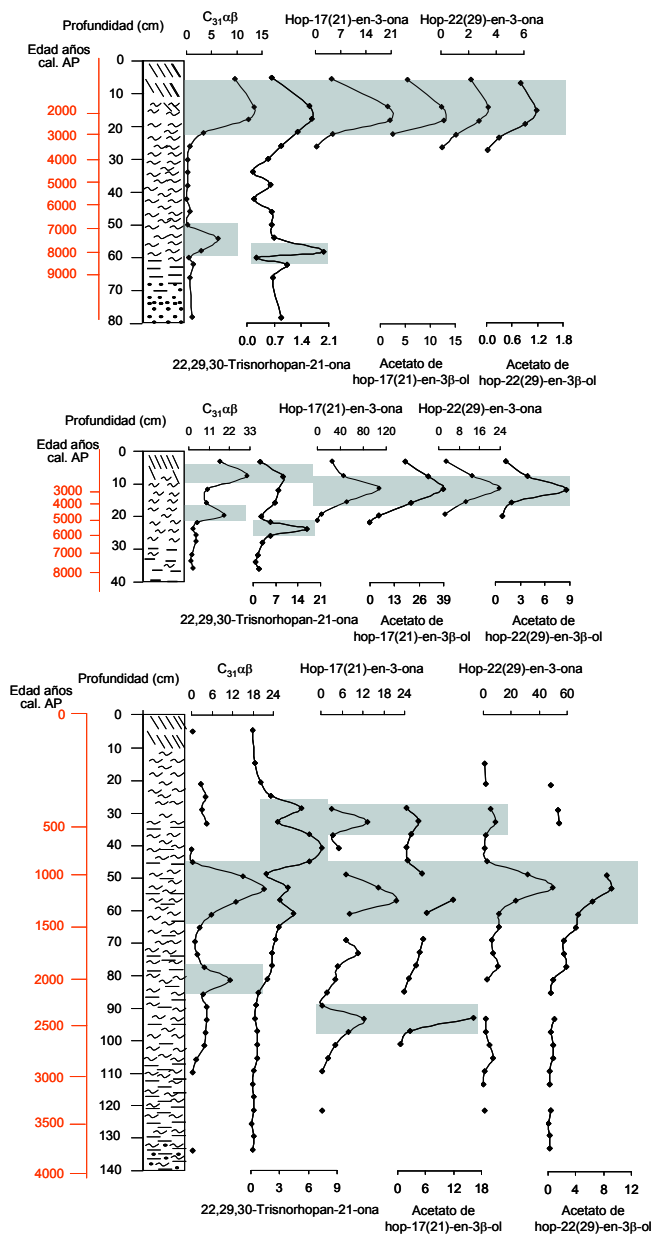 Profundidad (cm) C₃₁αβ Hop-17(21)-en-3-ona Hop-22(29)-en-3-ona
Edad años
cal. AP
0 5 10 15 0 7 14 21 0 2 4 6 0 1 2 3
0
10
2000
20
3000
30
4000
5000
40
6000
50
7000
8000
60
9000
70
80
0.0 0.7 1.4 2.1 0 5 10 15 0.0 0.6 1.2 1.8
22,29,30-Trisnorhopan-21-ona Acetato de Acetato de
hop-17(21)-en-3β-ol hop-22(29)-en-3β-ol
Profundidad (cm) C₃₁αβ Hop-17(21)-en-3-ona Hop-22(29)-en-3-ona
Edad años
cal. AP
0 11 22 33 0 40 80 120 0 8 16 24
0
10
3000
4000
20
5000
6000
30
7000
8000
40
0 7 14 21 0 13 26 39 0 3 6 9
22,29,30-Trisnorhopan-21-ona Acetato de Acetato de
hop-17(21)-en-3β-ol hop-22(29)-en-3β-ol
Profundidad (cm) C₃₁αβ Hop-17(21)-en-3-ona Hop-22(29)-en-3-ona
Edad años
cal. AP
0 6 12 18 24 0 6 12 18 24 0 20 40 60
0 0
10
20
30
500
40
1000
50
60
1500
70
2000
80
90
2500
100
3000
110
120
3500
130
4000
140
0 3 6 9 0 6 12 18 0 4 8 12
22,29,30-Trisnorhopan-21-ona Acetato de Acetato de
hop-17(21)-en-3β-ol hop-22(29)-en-3β-ol